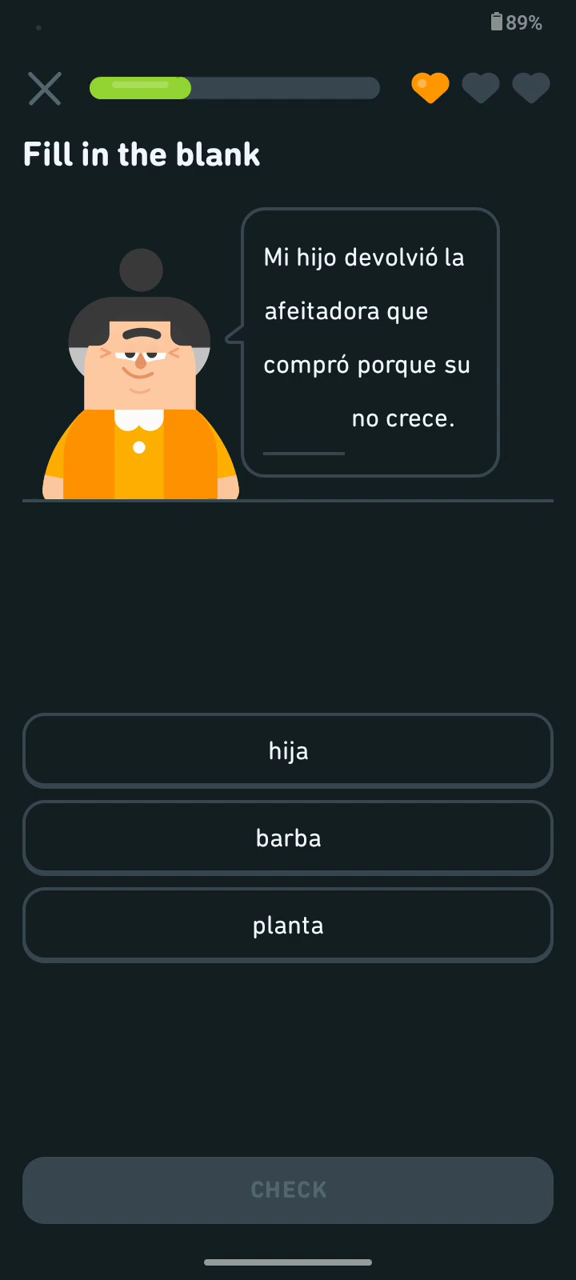 89%
Fill in the blank
Mi hijo devolvió la
afeitadora que
compró porque su
no crece.
hija
barba
planta
CHECK